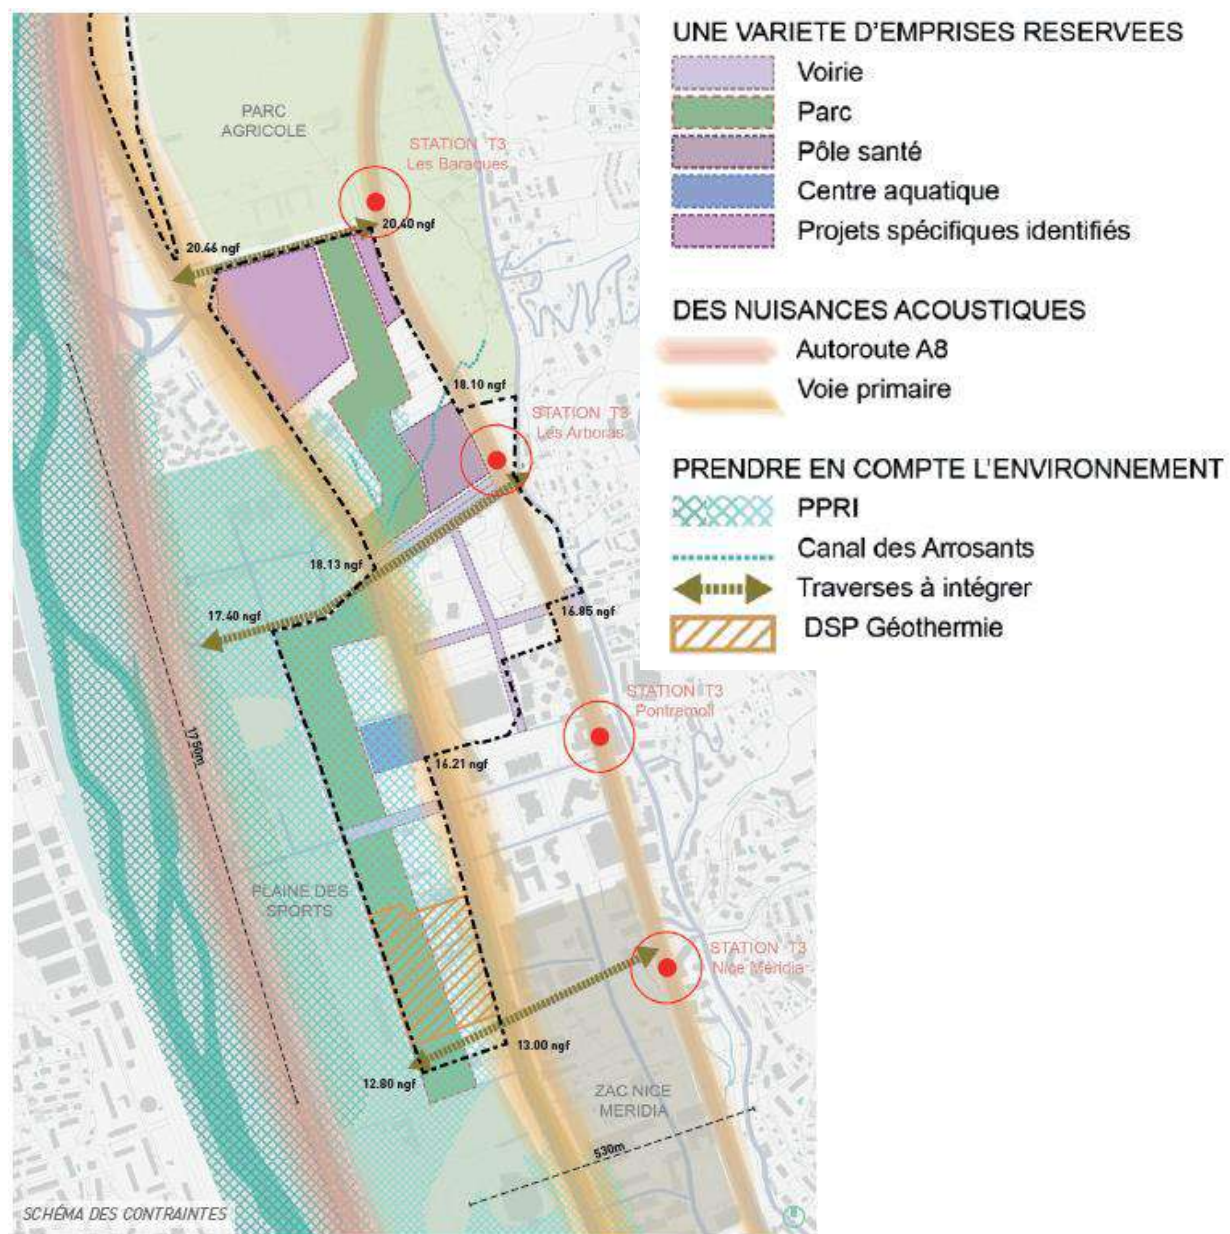 UNE VARIETE D'EMPRISES RESERVEES
Voirie
Parc
Pôle santé
Centre aquatique
Projets spécifiques identifiés
DES NUISANCES ACOUSTIQUES
Autoroute A8
Voie primaire
PRENDRE EN COMPTE L'ENVIRONNEMENT
PPRI
Canal des Arrosants
Traverses à intégrer
DSP Géothermie
PARC
AGRICOLE
STATION T3
Les Baraques
20.46 ngf
20.40 ngf
18.10 ngf
STATION T3
Les Arboras
18.13 ngf
17.40 ngf
16.85 ngf
STATION T3
Pontremoli
1750m
16.21 ngf
PLAINE DES
SPORTS
STATION T3
Nice Méridia
13.00 ngf
12.80 ngf
ZAC NICE
MERIDIA
530m
SCHÉMA DES CONTRAINTES